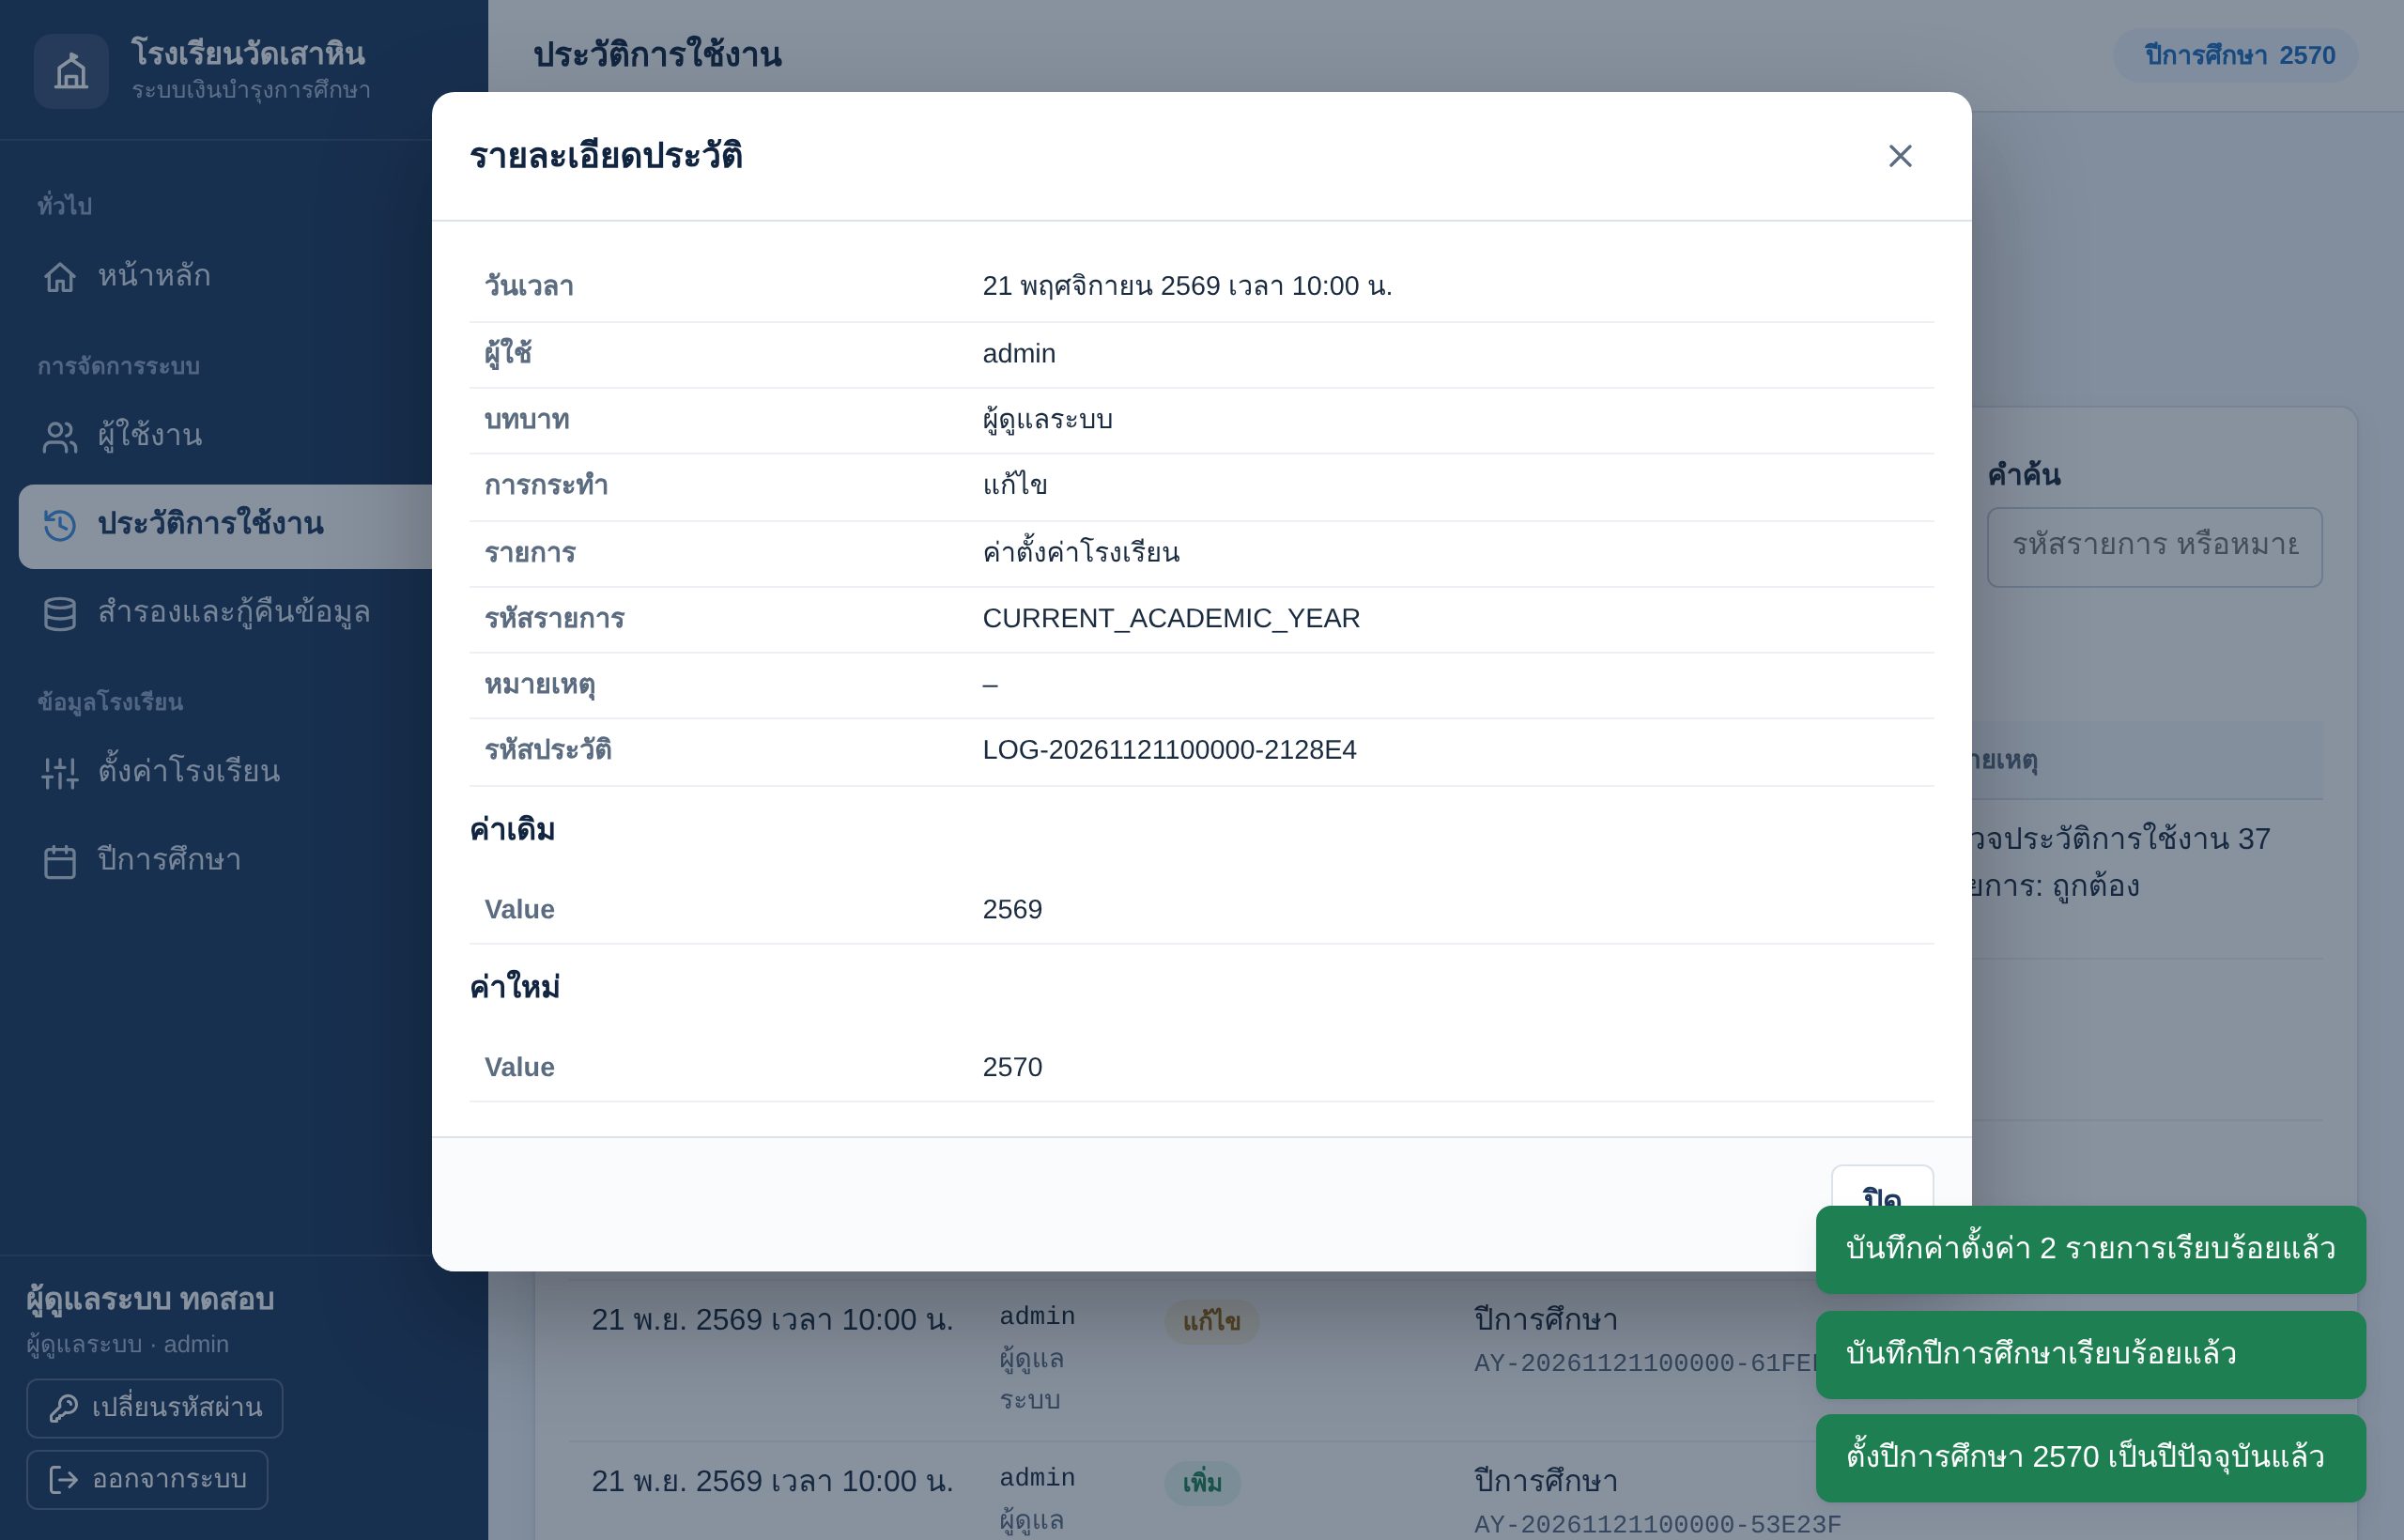 โรงเรียนวัดเสาหิน
ระบบเงินบำรุงการศึกษา
ทั่วไป
หน้าหลัก
การจัดการระบบ
ผู้ใช้งาน
ประวัติการใช้งาน
สำรองและกู้คืนข้อมูล
ข้อมูลโรงเรียน
ตั้งค่าโรงเรียน
ปีการศึกษา
ผู้ดูแลระบบ ทดสอบ
ผู้ดูแลระบบ · admin
เปลี่ยนรหัสผ่าน
ออกจากระบบ
ประวัติการใช้งาน
ปีการศึกษา 2570
รายละเอียดประวัติ
วันเวลา 21 พฤศจิกายน 2569 เวลา 10:00 น.
ผู้ใช้ admin
บทบาท ผู้ดูแลระบบ
การกระทำ แก้ไข
รายการ ค่าตั้งค่าโรงเรียน
รหัสรายการ CURRENT_ACADEMIC_YEAR
หมายเหตุ –
รหัสประวัติ LOG-20261121100000-2128E4
ค่าเดิม
Value 2569
ค่าใหม่
Value 2570
ปิด
คำค้น
รหัสรายการ หรือหมาย
ายเหตุ
วจประวัติการใช้งาน 37
ยการ: ถูกต้อง
21 พ.ย. 2569 เวลา 10:00 น. admin แก้ไข ปีการศึกษา
ผู้ดูแล AY-20261121100000-61FE
ระบบ
21 พ.ย. 2569 เวลา 10:00 น. admin เพิ่ม ปีการศึกษา
ผู้ดูแล AY-20261121100000-53E23F
บันทึกค่าตั้งค่า 2 รายการเรียบร้อยแล้ว
บันทึกปีการศึกษาเรียบร้อยแล้ว
ตั้งปีการศึกษา 2570 เป็นปีปัจจุบันแล้ว